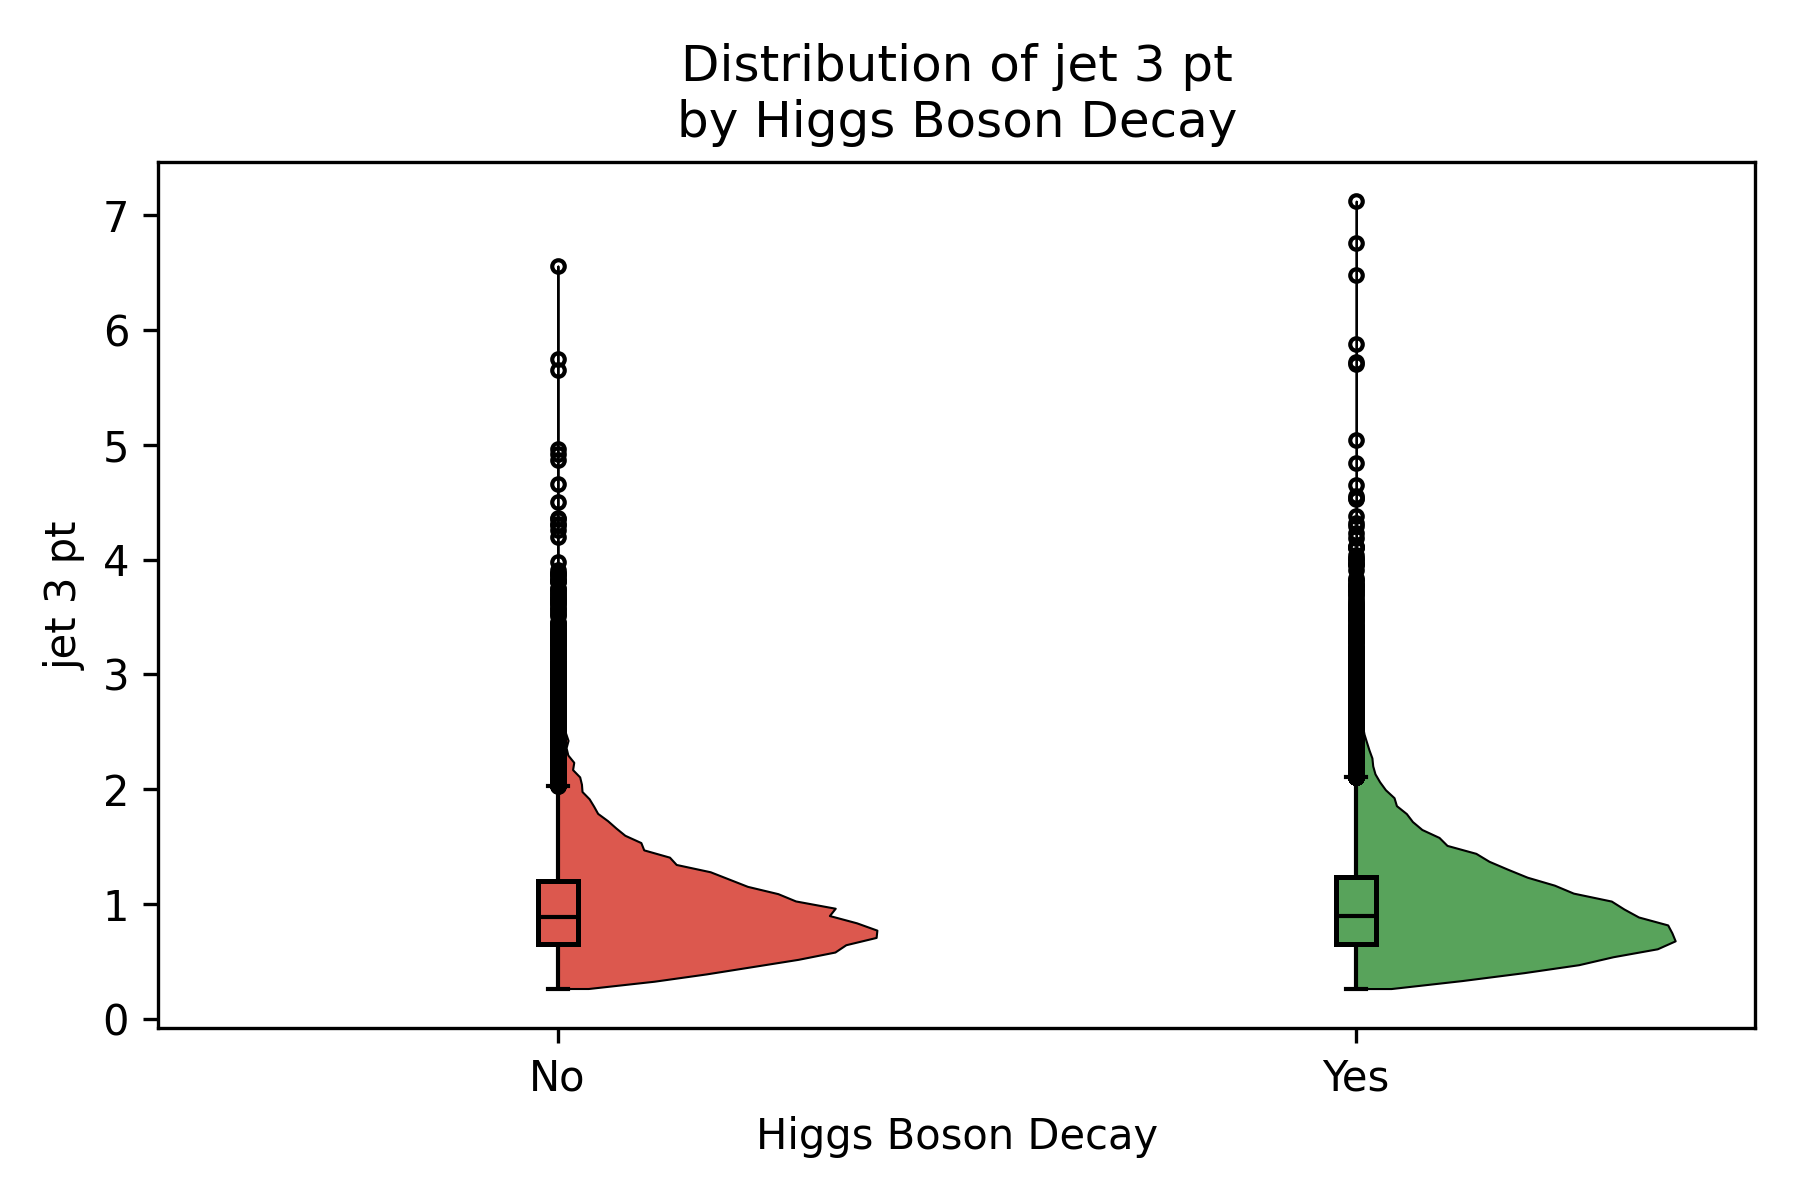 Distribution of jet 3 pt
by Higgs Boson Decay
jet 3 pt
7
6
5
4
3
2
1
0
No
Yes
Higgs Boson Decay